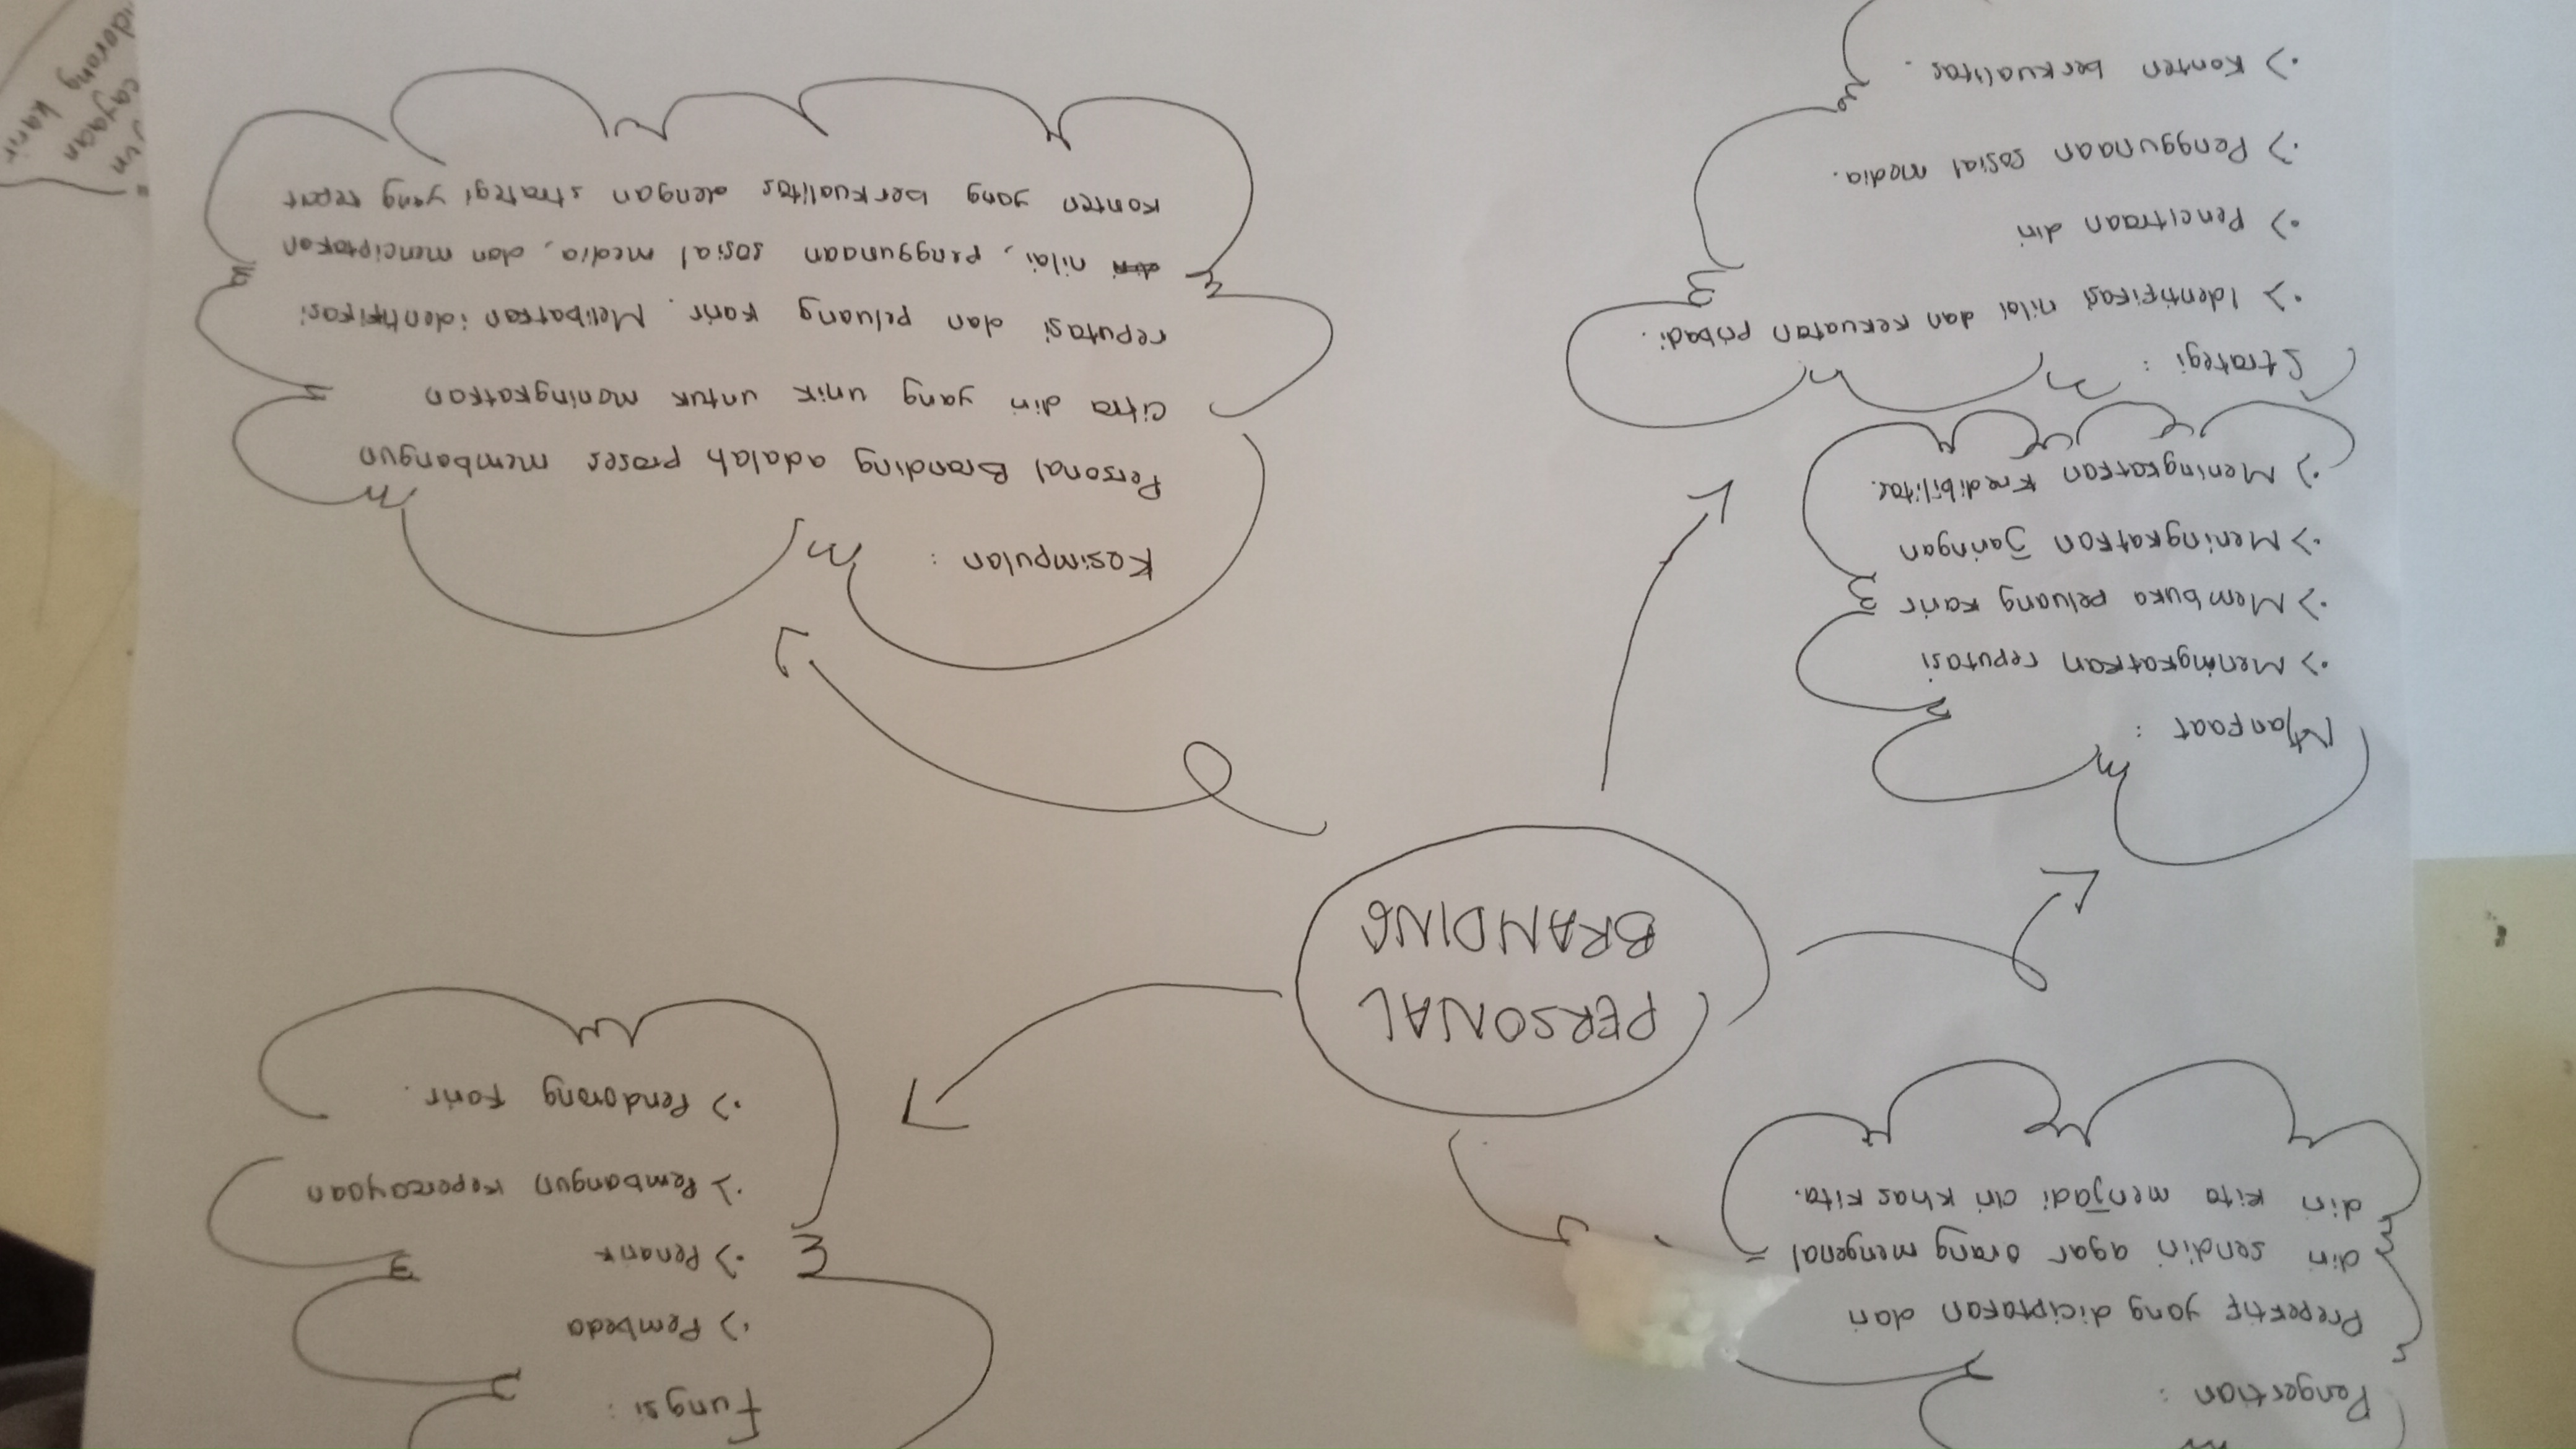 Pengertian :
Prepektif yang diciptakan dari
diri sendiri agar orang mengenal
diri kita menjadi ciri khas kita.
Fungsi :
·> Pembeda
·> Penarik
·> Pembangun kepercayaan
·> Pendorong karir.
PERSONAL
BRANDING
Manfaat :
·> Meningkatkan reputasi
·> Membuka peluang karir
·> Meningkatkan jaringan
·> Meningkatkan kredibilitas.
Strategi :
·> Identifikasi nilai dan kekuatan pribadi.
·> Pencitraan diri
·> Penggunaan sosial media.
·> Konten berkualitas.
Kesimpulan :
Personal Branding adalah proses membangun
citra diri yang unik untuk meningkatkan
reputasi dan peluang karir. Melibatkan identifikasi
nilai, penggunaan sosial media, dan menciptakan
konten yang berkualitas dengan strategi yang tepat
cayaan
dorong karir